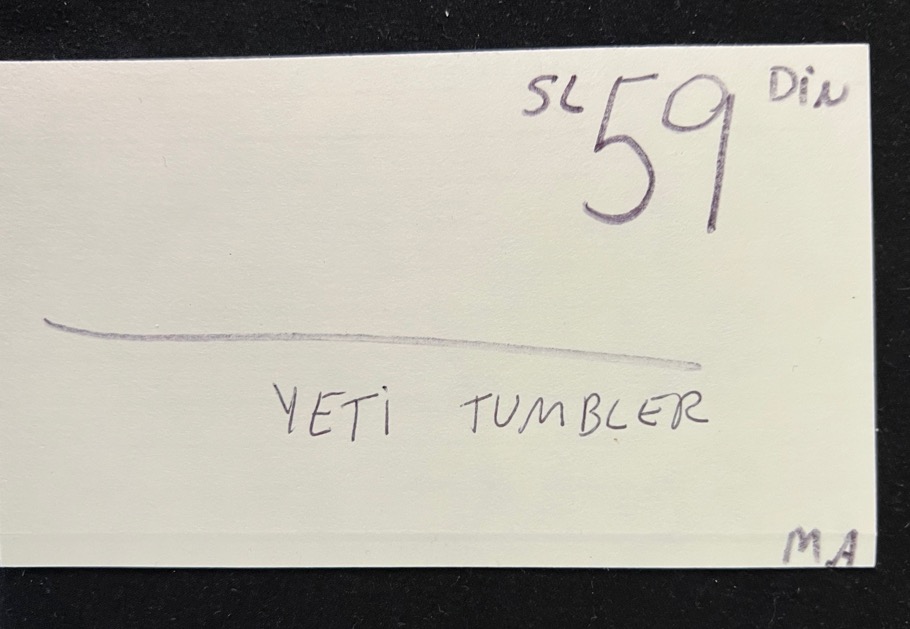 SL 59 DiN
YETi TUMBLER
MA